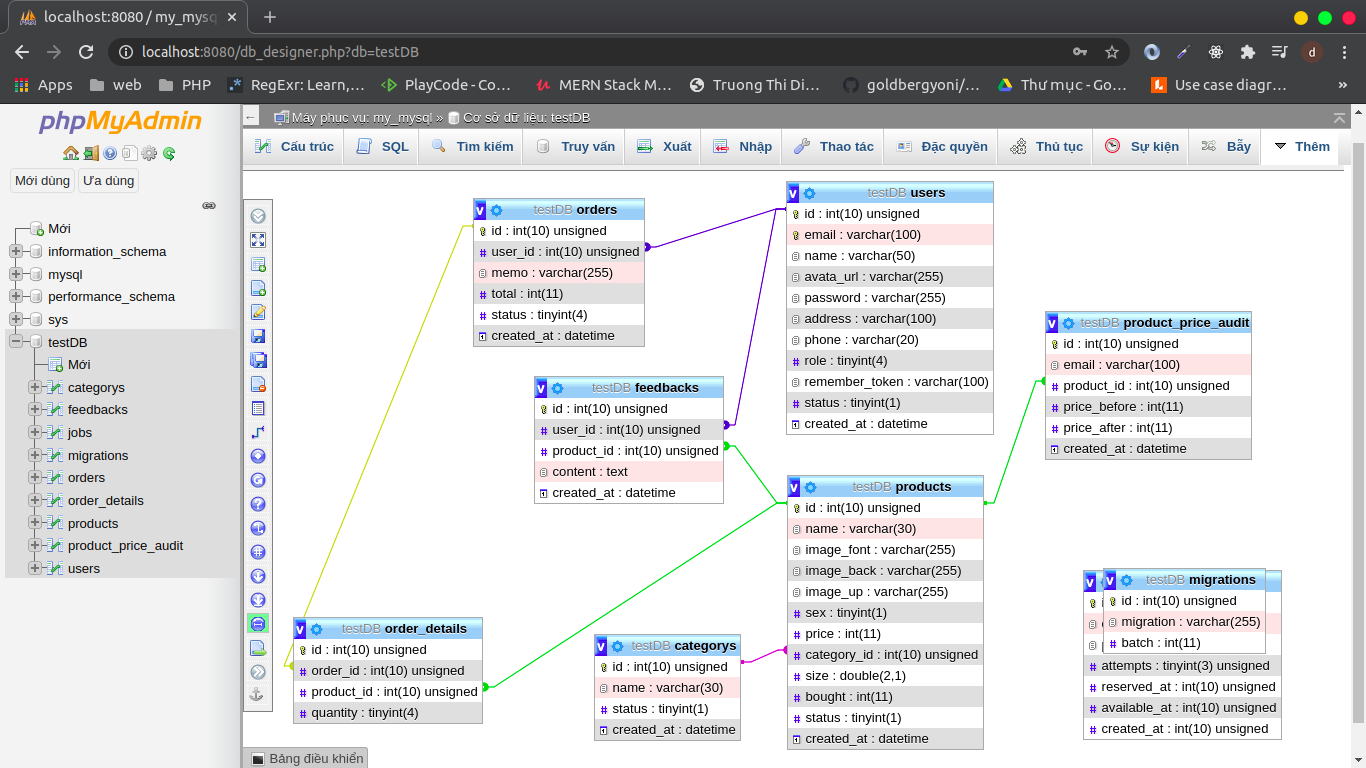 localhost:8080 / my_mysq
localhost:8080/db_designer.php?db=testDB
d
Apps
web
PHP
RegExr: Learn,…
PlayCode - Co…
MERN Stack M…
Truong Thi Di…
goldbergyoni/…
Thư mục - Go…
Use case diagr…
»
phpMyAdmin
Mới dùng
Ưa dùng
Mới
information_schema
mysql
performance_schema
sys
testDB
Mới
categorys
feedbacks
jobs
migrations
orders
order_details
products
product_price_audit
users
Máy phục vụ: my_mysql » Cơ sở dữ liệu: testDB
Cấu trúc
SQL
Tìm kiếm
Truy vấn
Xuất
Nhập
Thao tác
Đặc quyền
Thủ tục
Sự kiện
Bẫy
Thêm
testDB orders
id : int(10) unsigned
user_id : int(10) unsigned
memo : varchar(255)
total : int(11)
status : tinyint(4)
created_at : datetime
testDB users
id : int(10) unsigned
email : varchar(100)
name : varchar(50)
avata_url : varchar(255)
password : varchar(255)
address : varchar(100)
phone : varchar(20)
role : tinyint(4)
remember_token : varchar(100)
status : tinyint(1)
created_at : datetime
testDB product_price_audit
id : int(10) unsigned
email : varchar(100)
product_id : int(10) unsigned
price_before : int(11)
price_after : int(11)
created_at : datetime
testDB feedbacks
id : int(10) unsigned
user_id : int(10) unsigned
product_id : int(10) unsigned
content : text
created_at : datetime
testDB products
id : int(10) unsigned
name : varchar(30)
image_font : varchar(255)
image_back : varchar(255)
image_up : varchar(255)
sex : tinyint(1)
price : int(11)
category_id : int(10) unsigned
size : double(2,1)
bought : int(11)
status : tinyint(1)
created_at : datetime
testDB order_details
id : int(10) unsigned
order_id : int(10) unsigned
product_id : int(10) unsigned
quantity : tinyint(4)
testDB categorys
id : int(10) unsigned
name : varchar(30)
status : tinyint(1)
created_at : datetime
testDB migrations
id : int(10) unsigned
migration : varchar(255)
batch : int(11)
attempts : tinyint(3) unsigned
reserved_at : int(10) unsigned
available_at : int(10) unsigned
created_at : int(10) unsigned
Bảng điều khiển